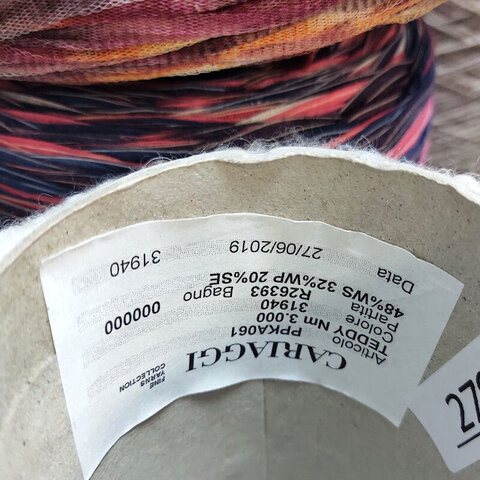 CARIAGGI
FINE
YARNS
COLLECTION
Articolo PPKA061
TEDDY Nm 3.000
Colore 31940
Partita R26393 Bagno 000000
48%WS 32%WP 20%SE
Data 27/06/2019 31940